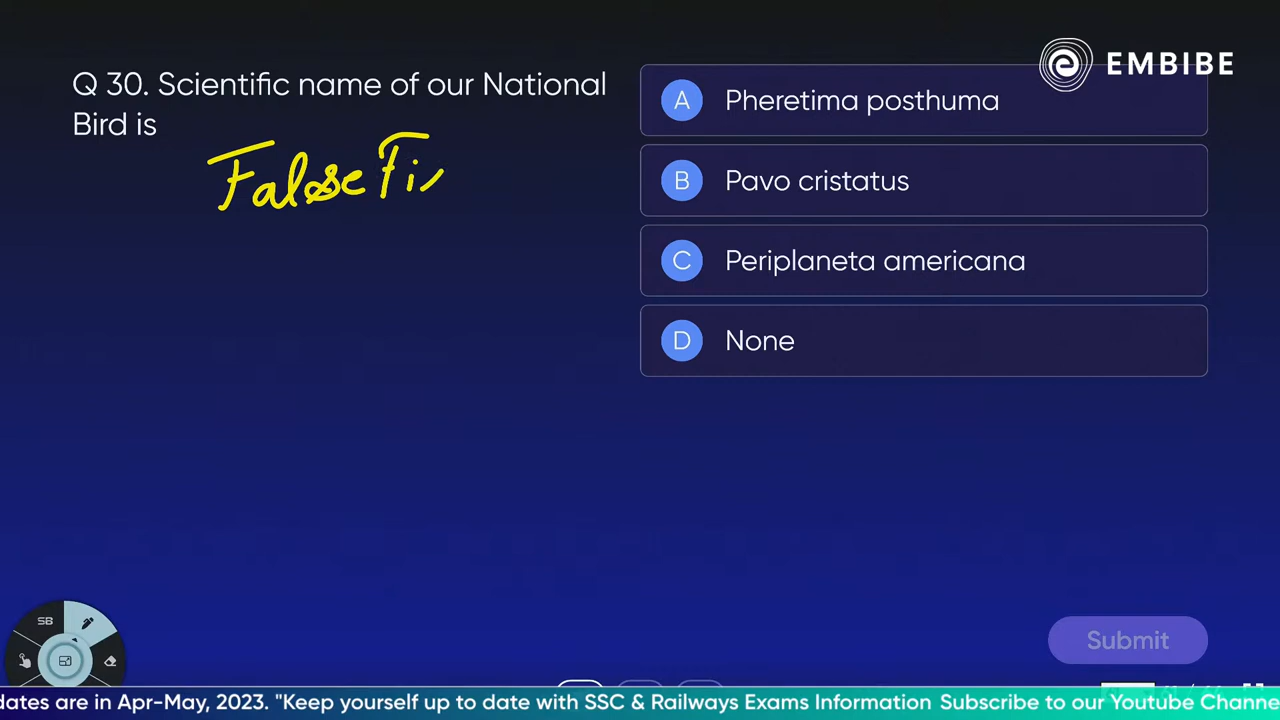 Q 30. Scientific name of our National
Bird is
False Fi
A Pheretima posthuma
B Pavo cristatus
C Periplaneta americana
D None
EMBIBE
SB
Submit
dates are in Apr-May, 2023. "Keep yourself up to date with SSC & Railways Exams Information Subscribe to our Youtube Channe